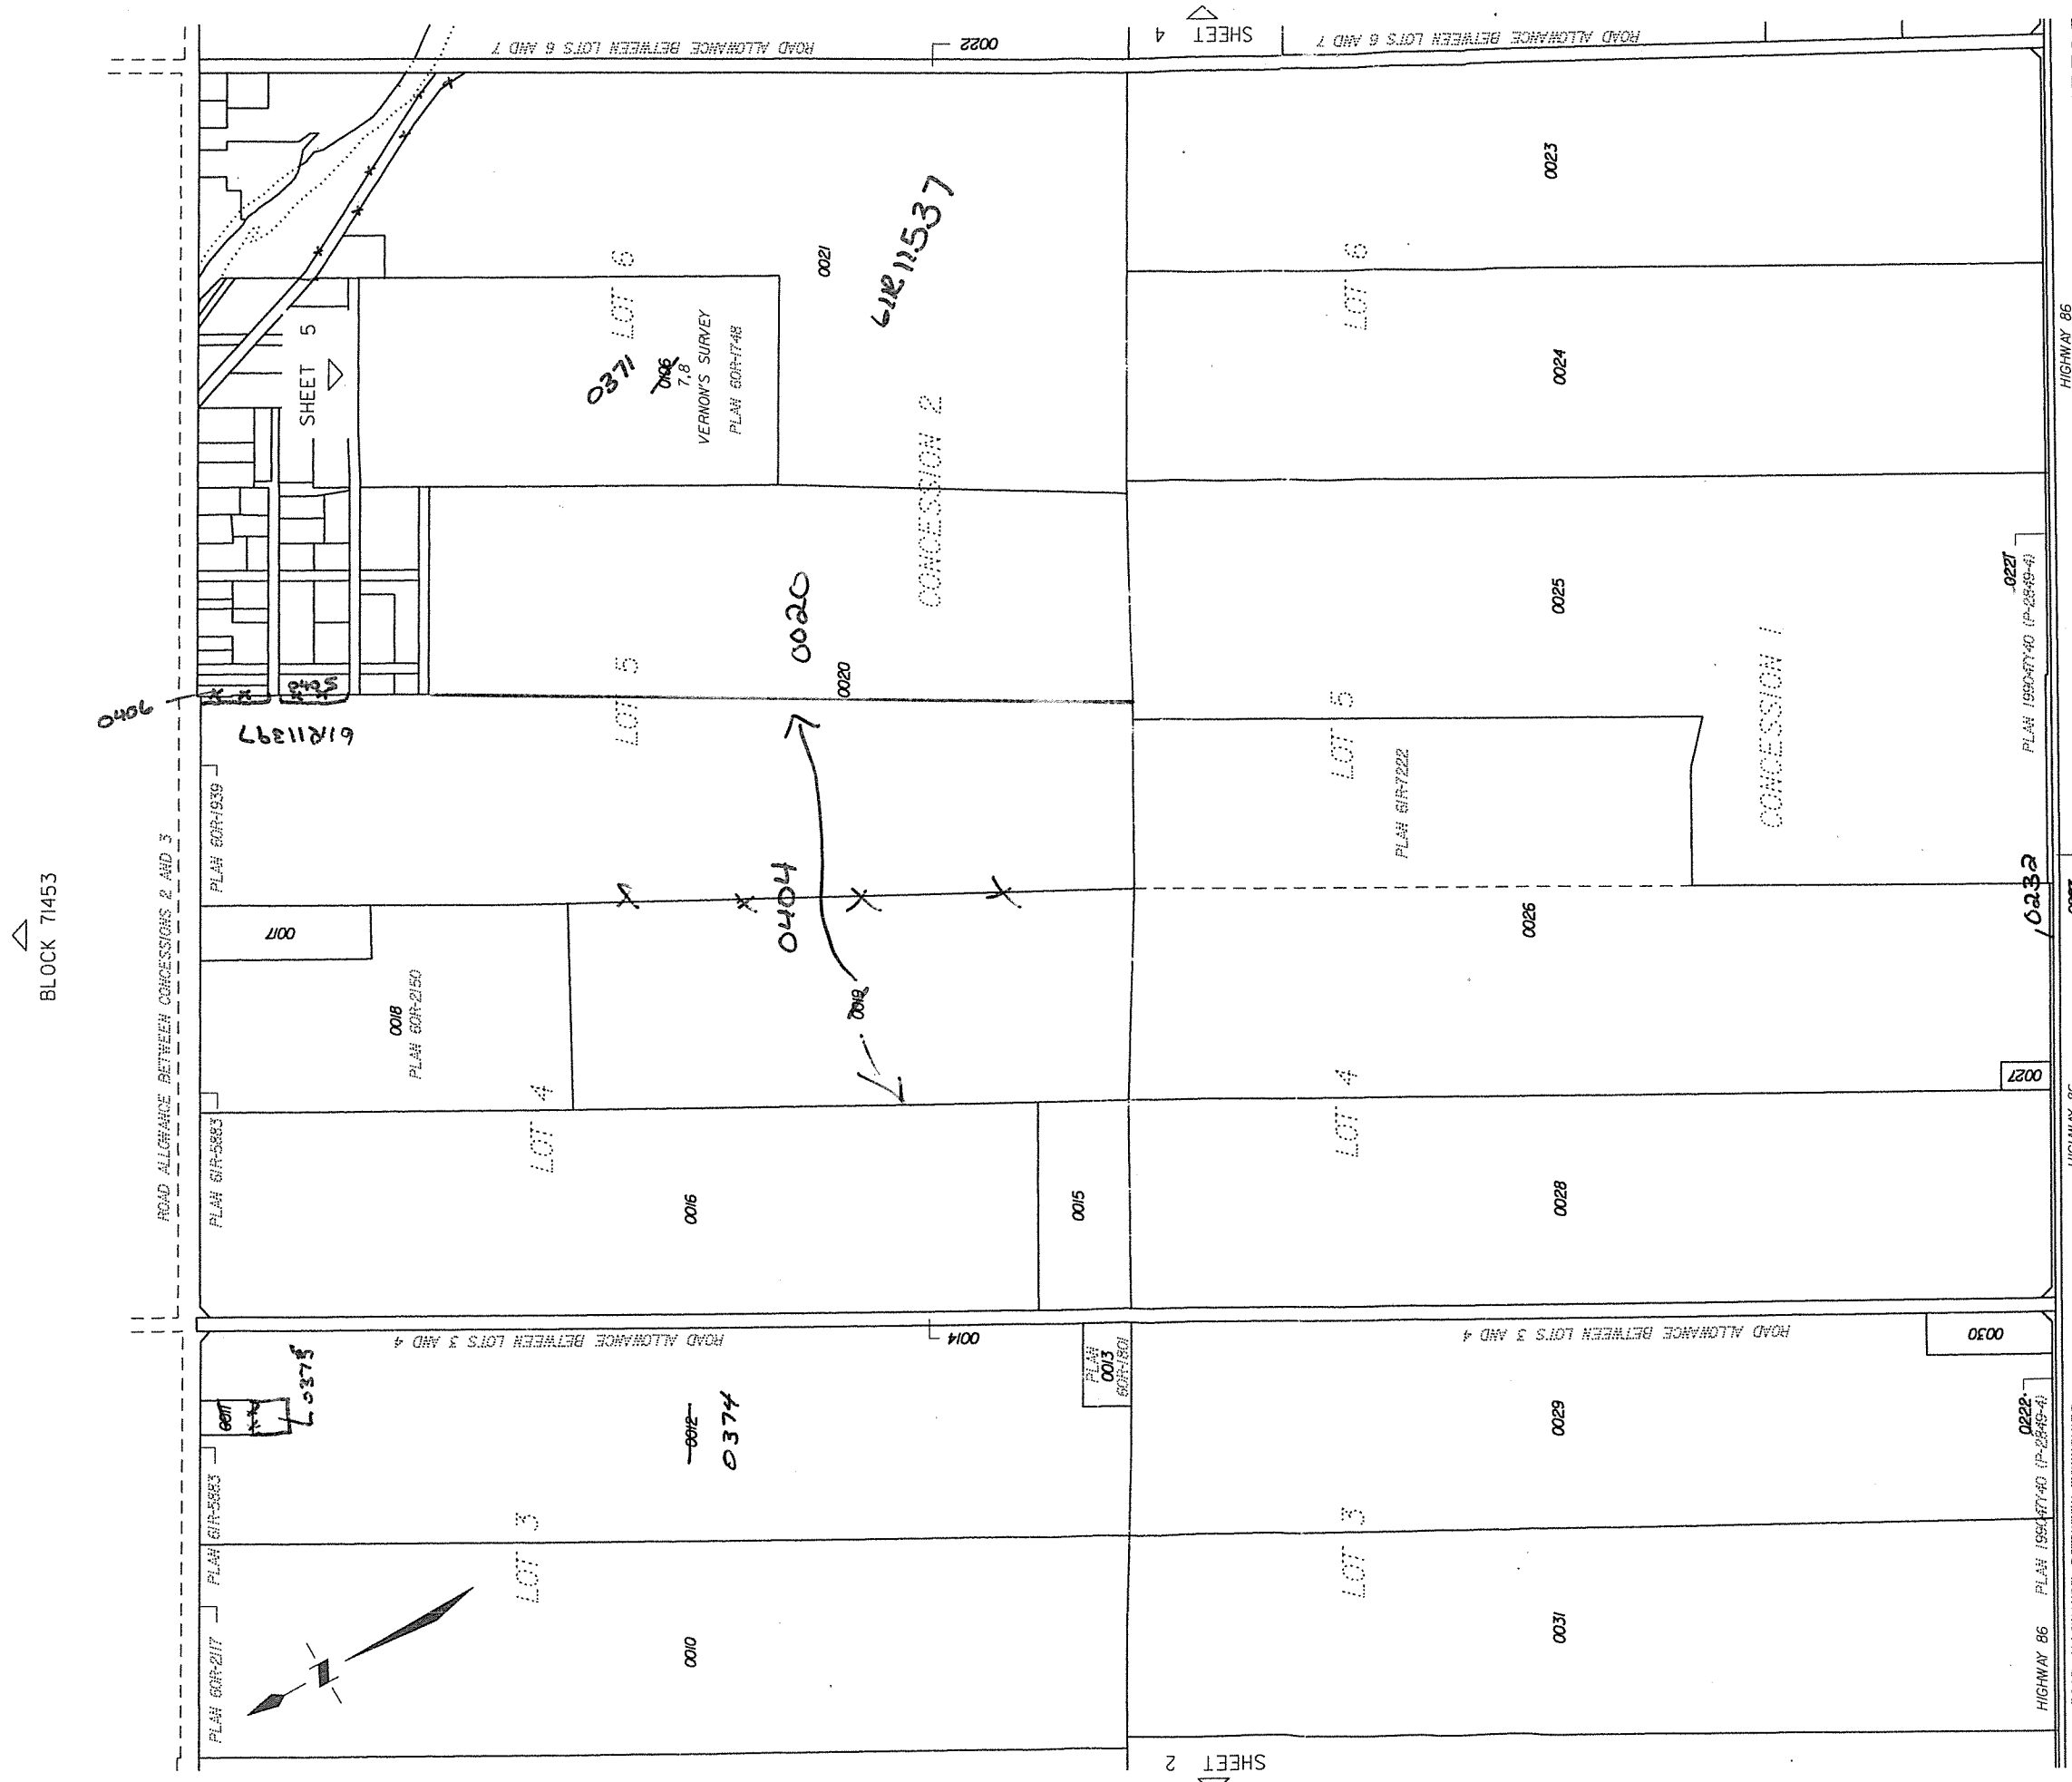 ROAD ALLOWANCE BETWEEN LOTS 6 AND 7
0022
SHEET 4
ROAD ALLOWANCE BETWEEN LOTS 6 AND 7
BLOCK 71453
ROAD ALLOWANCE BETWEEN CONCESSIONS 2 AND 3
SHEET 5
LOT 6
0371
0106
7,8
VERNON'S SURVEY
PLAN 60R-1748
0021
61R11537
CONCESSION 2
0023
LOT 6
0024
HIGHWAY 86
0406
0405
61R11397
PLAN 60R-1939
LOT 5
0020
0020
0404
0019
0017
0018
PLAN 60R-2150
LOT 5
PLAN 61R-7222
0025
CONCESSION 1
0221
PLAN 1990477Y40 (P-2849-4)
0232
0026
0027
HIGHWAY 86
PLAN 61R-5883
LOT 4
0016
0015
LOT 4
0028
ROAD ALLOWANCE BETWEEN LOTS 3 AND 4
0014
PLAN
0013
60R-1801
ROAD ALLOWANCE BETWEEN LOTS 3 AND 4
0030
0011
0375
0012
0374
PLAN 61R-5883
LOT 3
PLAN 60R-2117
0010
0029
LOT 3
0031
0222
HIGHWAY 86
PLAN 1990477Y40 (P-2849-4)
SHEET 2